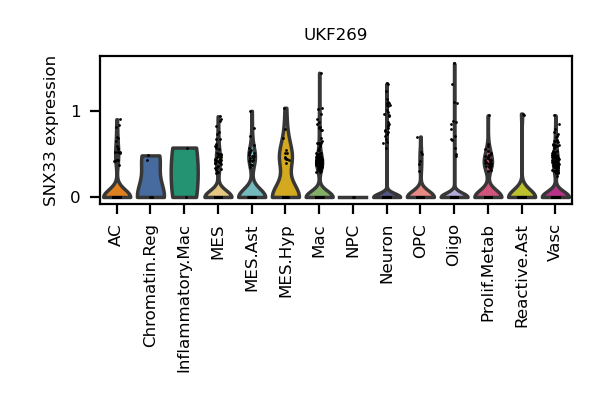 UKF269
SNX33 expression
1
0
AC
Chromatin.Reg
Inflammatory.Mac
MES
MES.Ast
MES.Hyp
Mac
NPC
Neuron
OPC
Oligo
Prolif.Metab
Reactive.Ast
Vasc